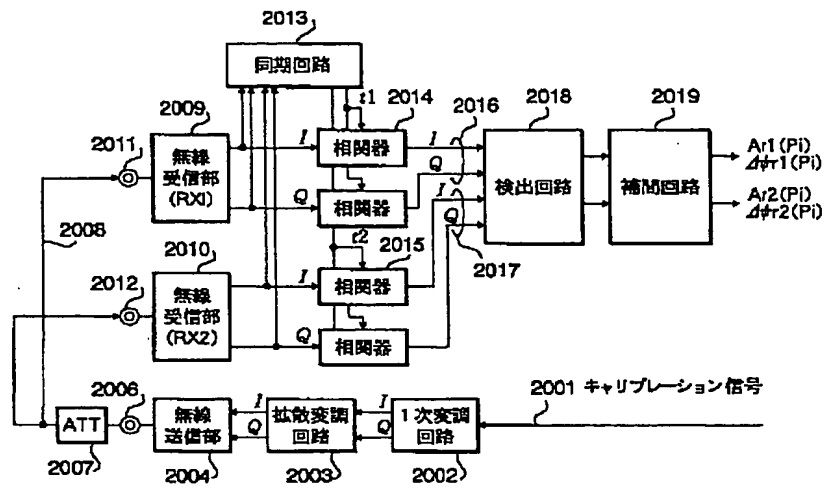 2013
同期回路
t1
2014
2009
2016
2018
2019
2011
無線
受信部
(RX1)
I
相関器
I
Q
検出回路
補間回路
Ar1(Pi)
Δφr1(Pi)
Q
相関器
I
Ar2(Pi)
Δφr2(Pi)
2008
t2
Q
2010
2015
2017
2012
無線
受信部
(RX2)
I
相関器
Q
相関器
2006
2001 キャリブレーション信号
ATT
無線
送信部
I
Q
拡散変調
回路
I
Q
1次変調
回路
2007
2004
2003
2002